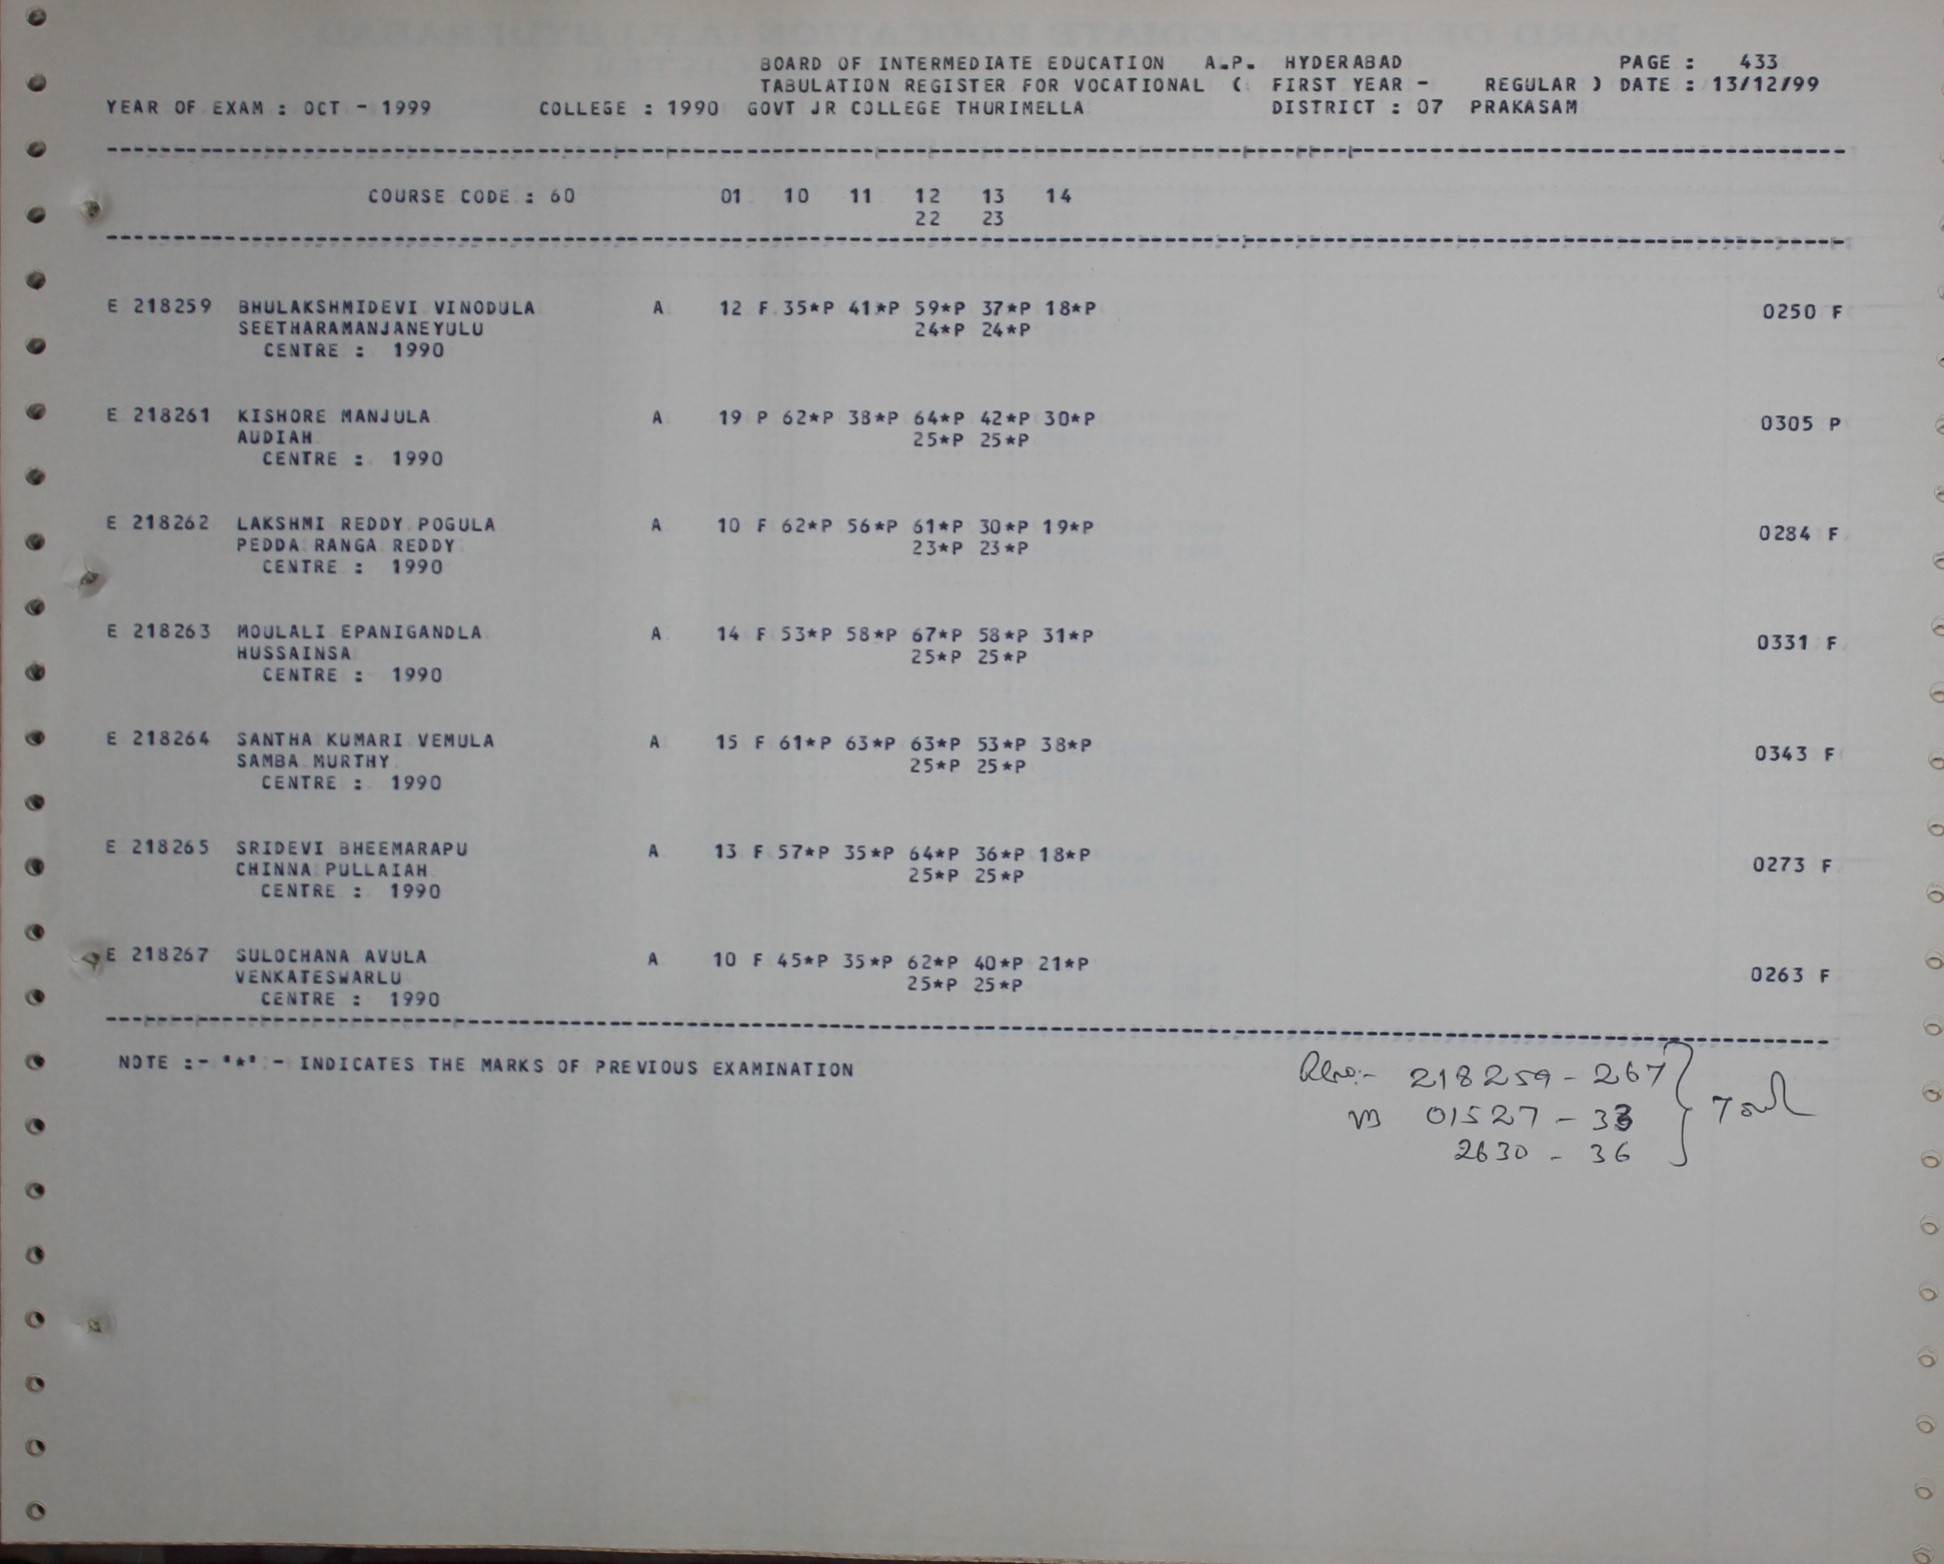 BOARD OF INTERMEDIATE EDUCATION A.P. HYDERABAD PAGE : 433
TABULATION REGISTER FOR VOCATIONAL ( FIRST YEAR - REGULAR ) DATE : 13/12/99
YEAR OF EXAM : OCT - 1999 COLLEGE : 1990 GOVT JR COLLEGE THURIMELLA DISTRICT : 07 PRAKASAM
COURSE CODE : 60 01 10 11 12 13 14
22 23
E 218259 BHULAKSHMIDEVI VINODULA A 12 F 35*P 41*P 59*P 37*P 18*P 0250 F
SEETHARAMANJANEYULU 24*P 24*P
CENTRE : 1990
E 218261 KISHORE MANJULA A 19 P 62*P 38*P 64*P 42*P 30*P 0305 P
AUDIAH 25*P 25*P
CENTRE : 1990
E 218262 LAKSHMI REDDY POGULA A 10 F 62*P 56*P 61*P 30*P 19*P 0284 F
PEDDA RANGA REDDY 23*P 23*P
CENTRE : 1990
E 218263 MOULALI EPANIGANDLA A 14 F 53*P 58*P 67*P 58*P 31*P 0331 F
HUSSAINSA 25*P 25*P
CENTRE : 1990
E 218264 SANTHA KUMARI VEMULA A 15 F 61*P 63*P 63*P 53*P 38*P 0343 F
SAMBA MURTHY 25*P 25*P
CENTRE : 1990
E 218265 SRIDEVI BHEEMARAPU A 13 F 57*P 35*P 64*P 36*P 18*P 0273 F
CHINNA PULLAIAH 25*P 25*P
CENTRE : 1990
E 218267 SULOCHANA AVULA A 10 F 45*P 35*P 62*P 40*P 21*P 0263 F
VENKATESWARLU 25*P 25*P
CENTRE : 1990
NOTE :- "*" - INDICATES THE MARKS OF PREVIOUS EXAMINATION
218259 - 267
01527 - 33
2630 - 36